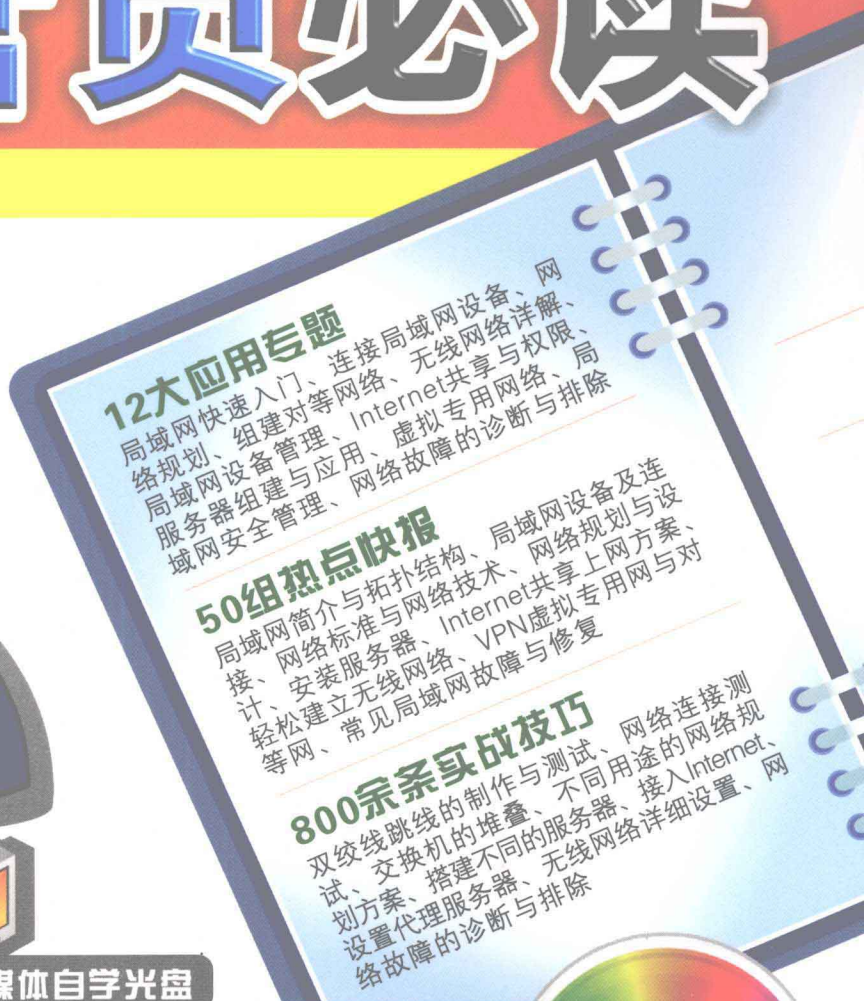 管员必读
12大应用专题
局域网快速入门、连接局域网设备、网
络规划、组建对等网络、无线网络详解、
局域网设备管理、Internet共享与权限、
服务器组建与应用、虚拟专用网络、局
域网安全管理、网络故障的诊断与排除
50组热点快报
局域网简介与拓扑结构、局域网设备及连
接、网络标准与网络技术、网络规划与设
计、安装服务器、Internet共享上网方案、
轻松建立无线网络、VPN虚拟专用网与对
等网、常见局域网故障与修复
800余条实战技巧
双绞线跳线的制作与测试、网络连接测
试、交换机的堆叠、不同用途的网络规
划方案、搭建不同的服务器、接入Internet、
设置代理服务器、无线网络详细设置、网
络故障的诊断与排除
媒体自学光盘